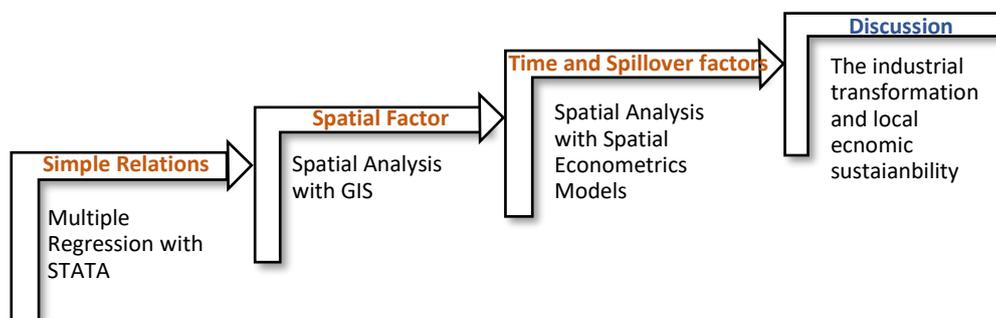 Simple Relations
Multiple
Regression with
STATA
Spatial Factor
Spatial Analysis
with GIS
Time and Spillover factors
Spatial Analysis
with Spatial
Econometrics
Models
Discussion
The industrial
transformation
and local
ecnomic
sustaianbility